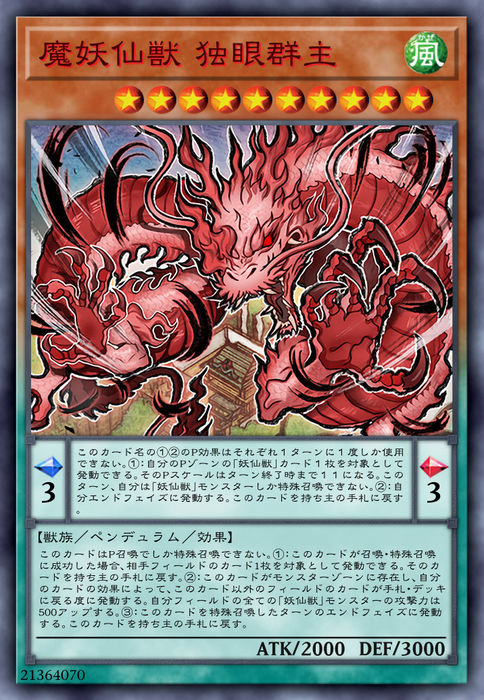 魔妖仙獣 独眼群主
かぜ
風
このカード名の①②のP効果はそれぞれ1ターンに1度しか使用
できない。①:自分のPゾーンの「妖仙獣」カード1枚を対象として
発動できる。そのPスケールはターン終了時まで11になる。この
ターン、自分は「妖仙獣」モンスターしか特殊召喚できない。②:自
分エンドフェイズに発動する。このカードを持ち主の手札に戻す
。
3
3
【獣族／ペンデュラム／効果】
このカードはP召喚でしか特殊召喚できない。①:このカードが召喚・特殊召喚
に成功した場合、相手フィールドのカード1枚を対象として発動できる。そのカ
ードを持ち主の手札に戻す。②:このカードがモンスターゾーンに存在し、自分
のカードの効果によって、このカード以外のフィールドのカードが手札・デッキ
に戻る度に発動する。自分フィールドの全ての「妖仙獣」モンスターの攻撃力は
500アップする。③:このカードを特殊召喚したターンのエンドフェイズに発動
する。このカードを持ち主の手札に戻す。
ATK/2000 DEF/3000
21364070